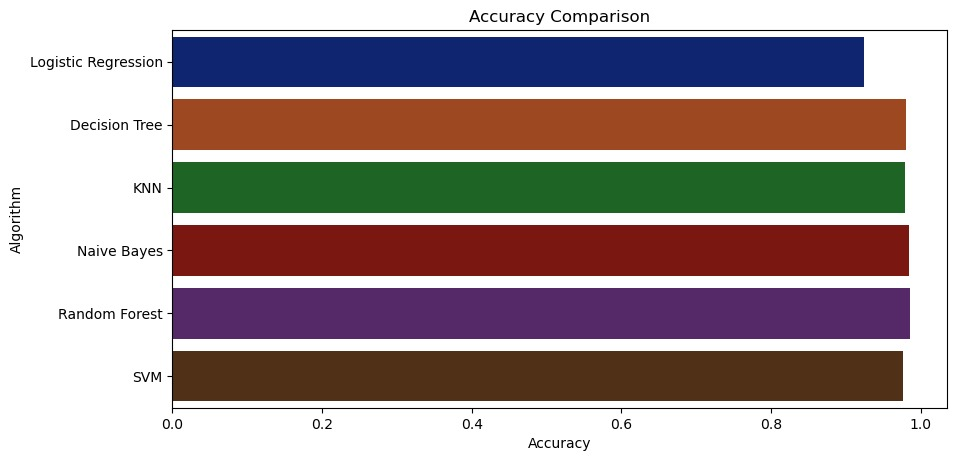 Accuracy Comparison
Algorithm
Logistic Regression
Decision Tree
KNN
Naive Bayes
Random Forest
SVM
0.0 0.2 0.4 0.6 0.8 1.0
Accuracy